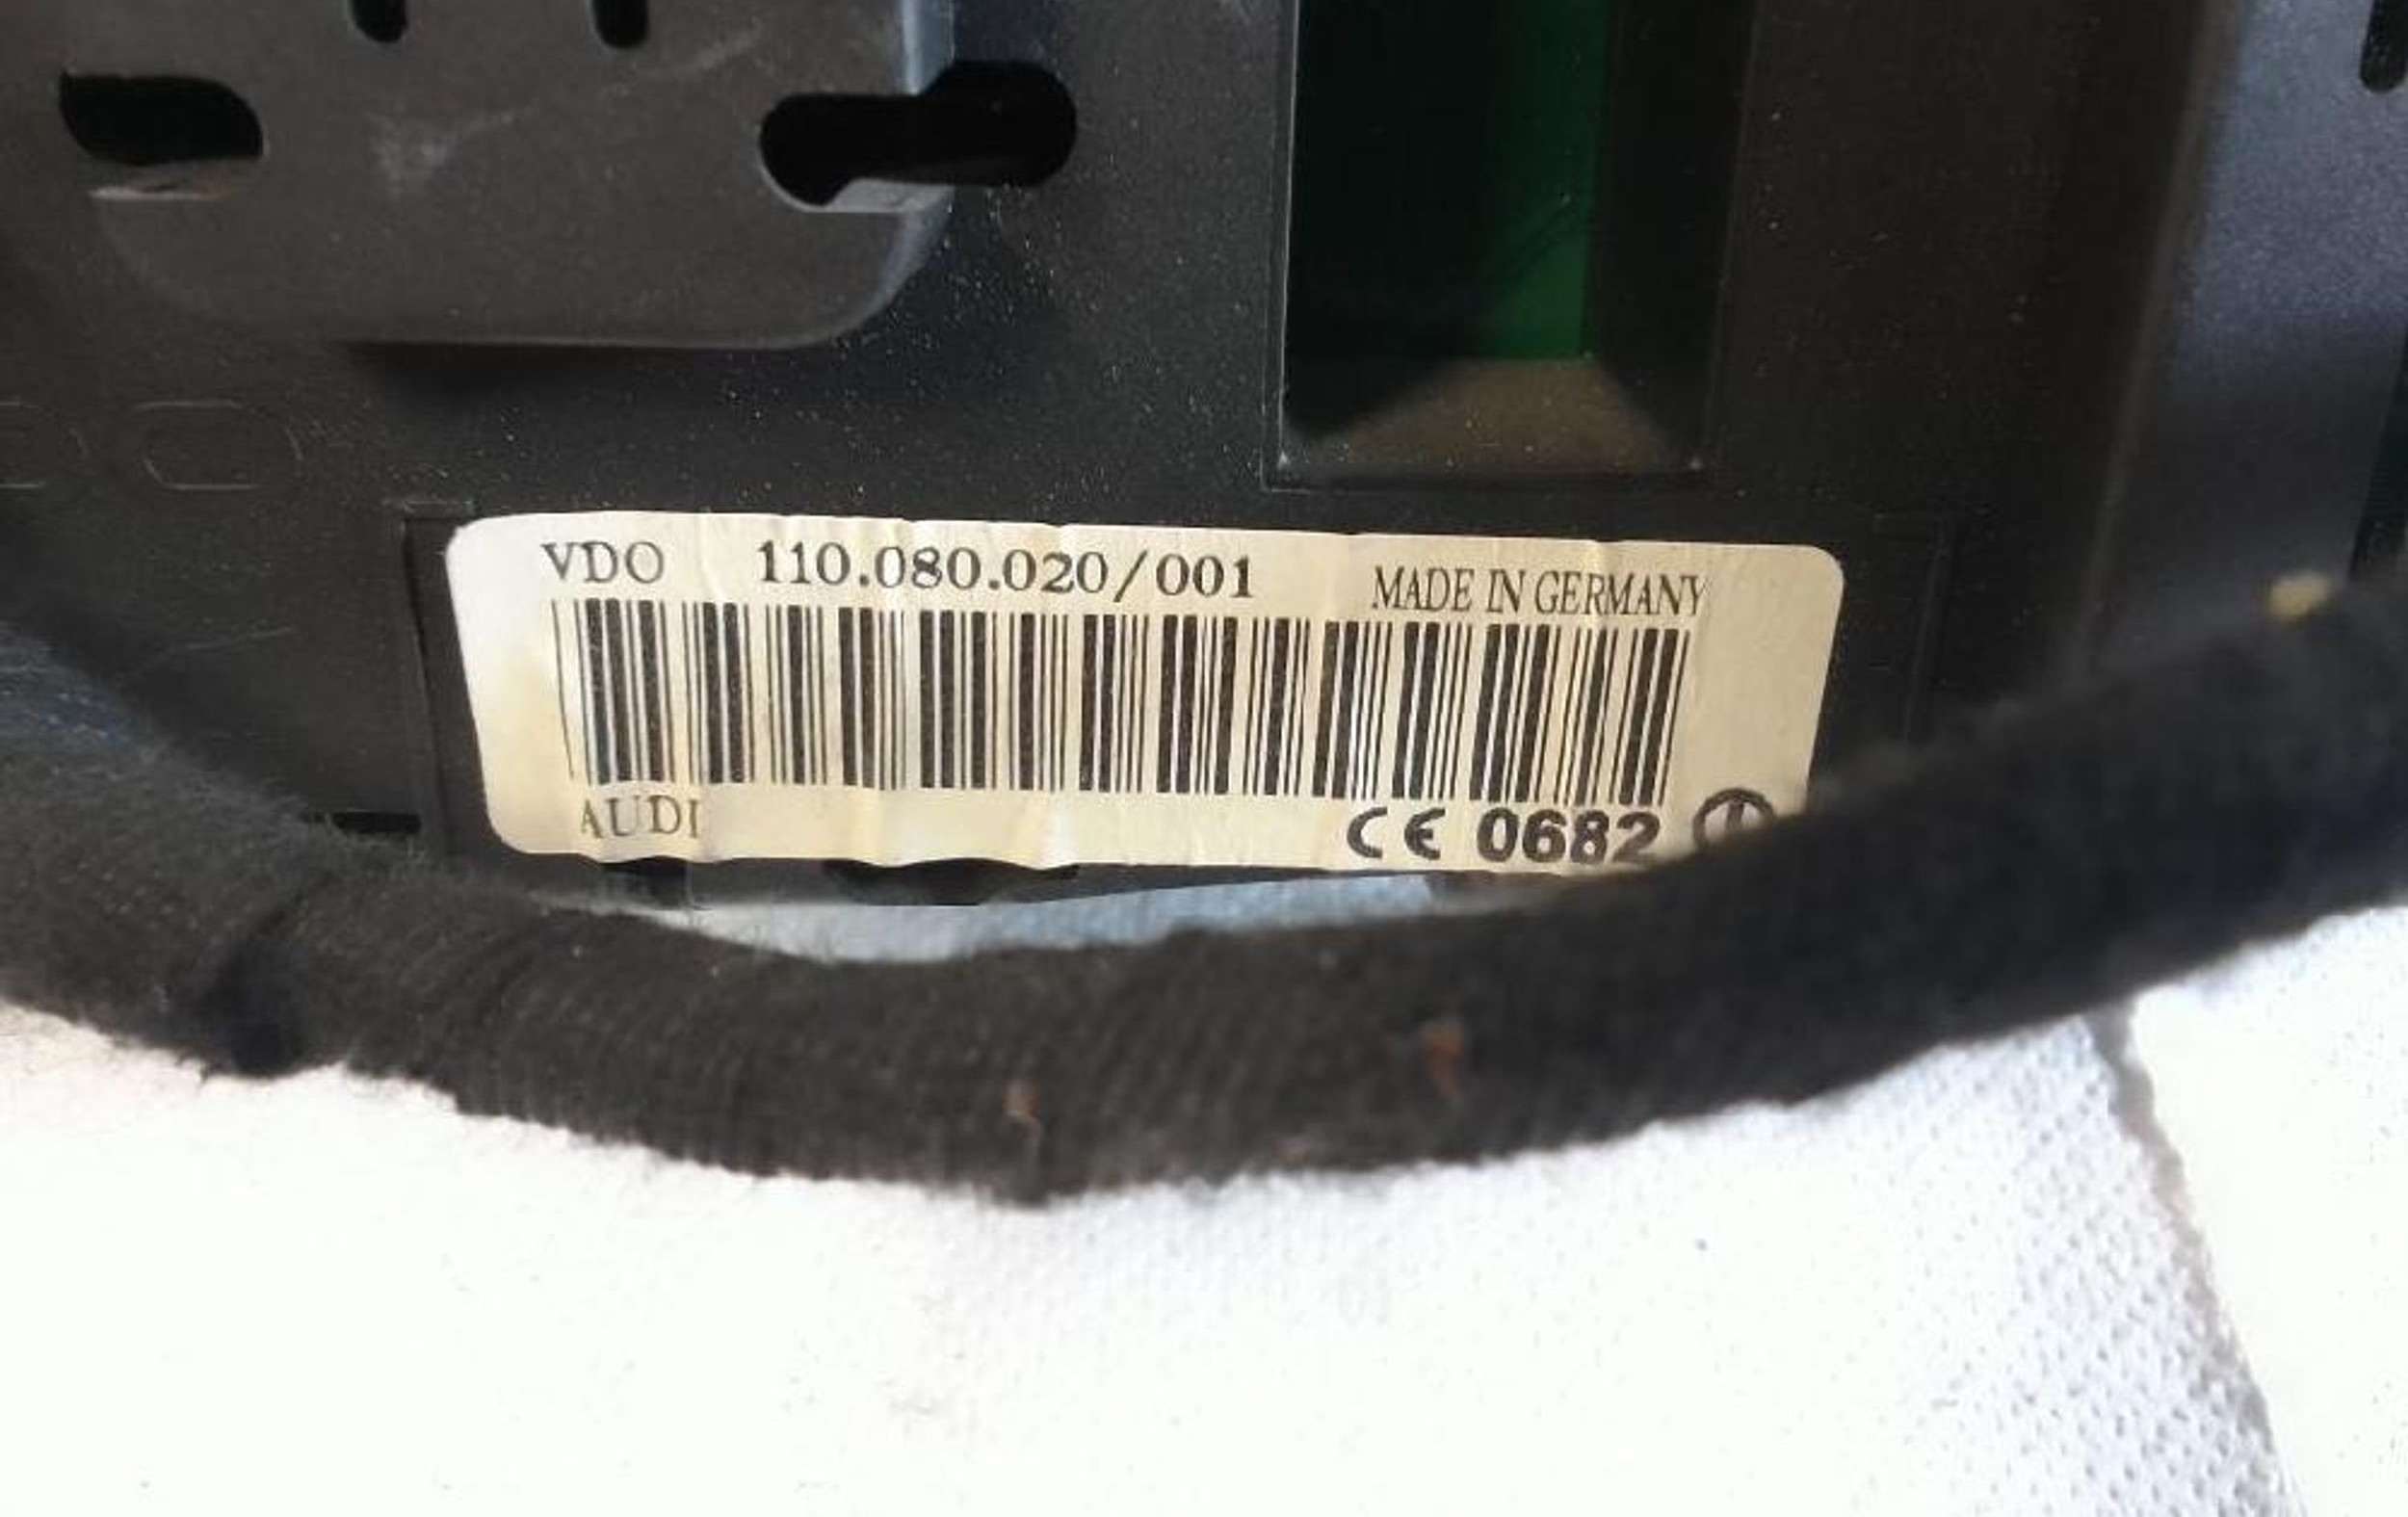 VDO 110.080.020/001 MADE IN GERMANY
AUDI CE 0682